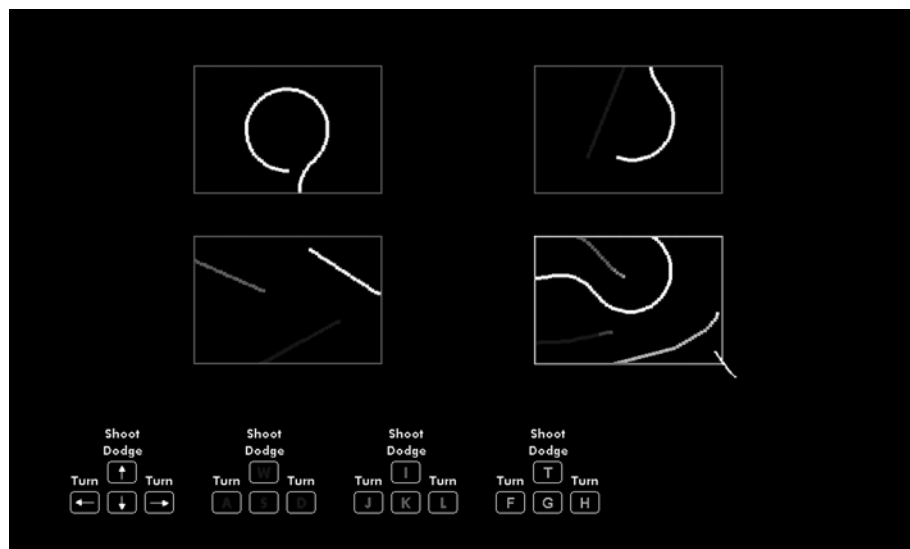 Shoot Shoot Shoot Shoot
Dodge Dodge Dodge Dodge
Turn ↑ Turn Turn W Turn Turn I Turn Turn T Turn
← ↓ → A S D J K L F G H